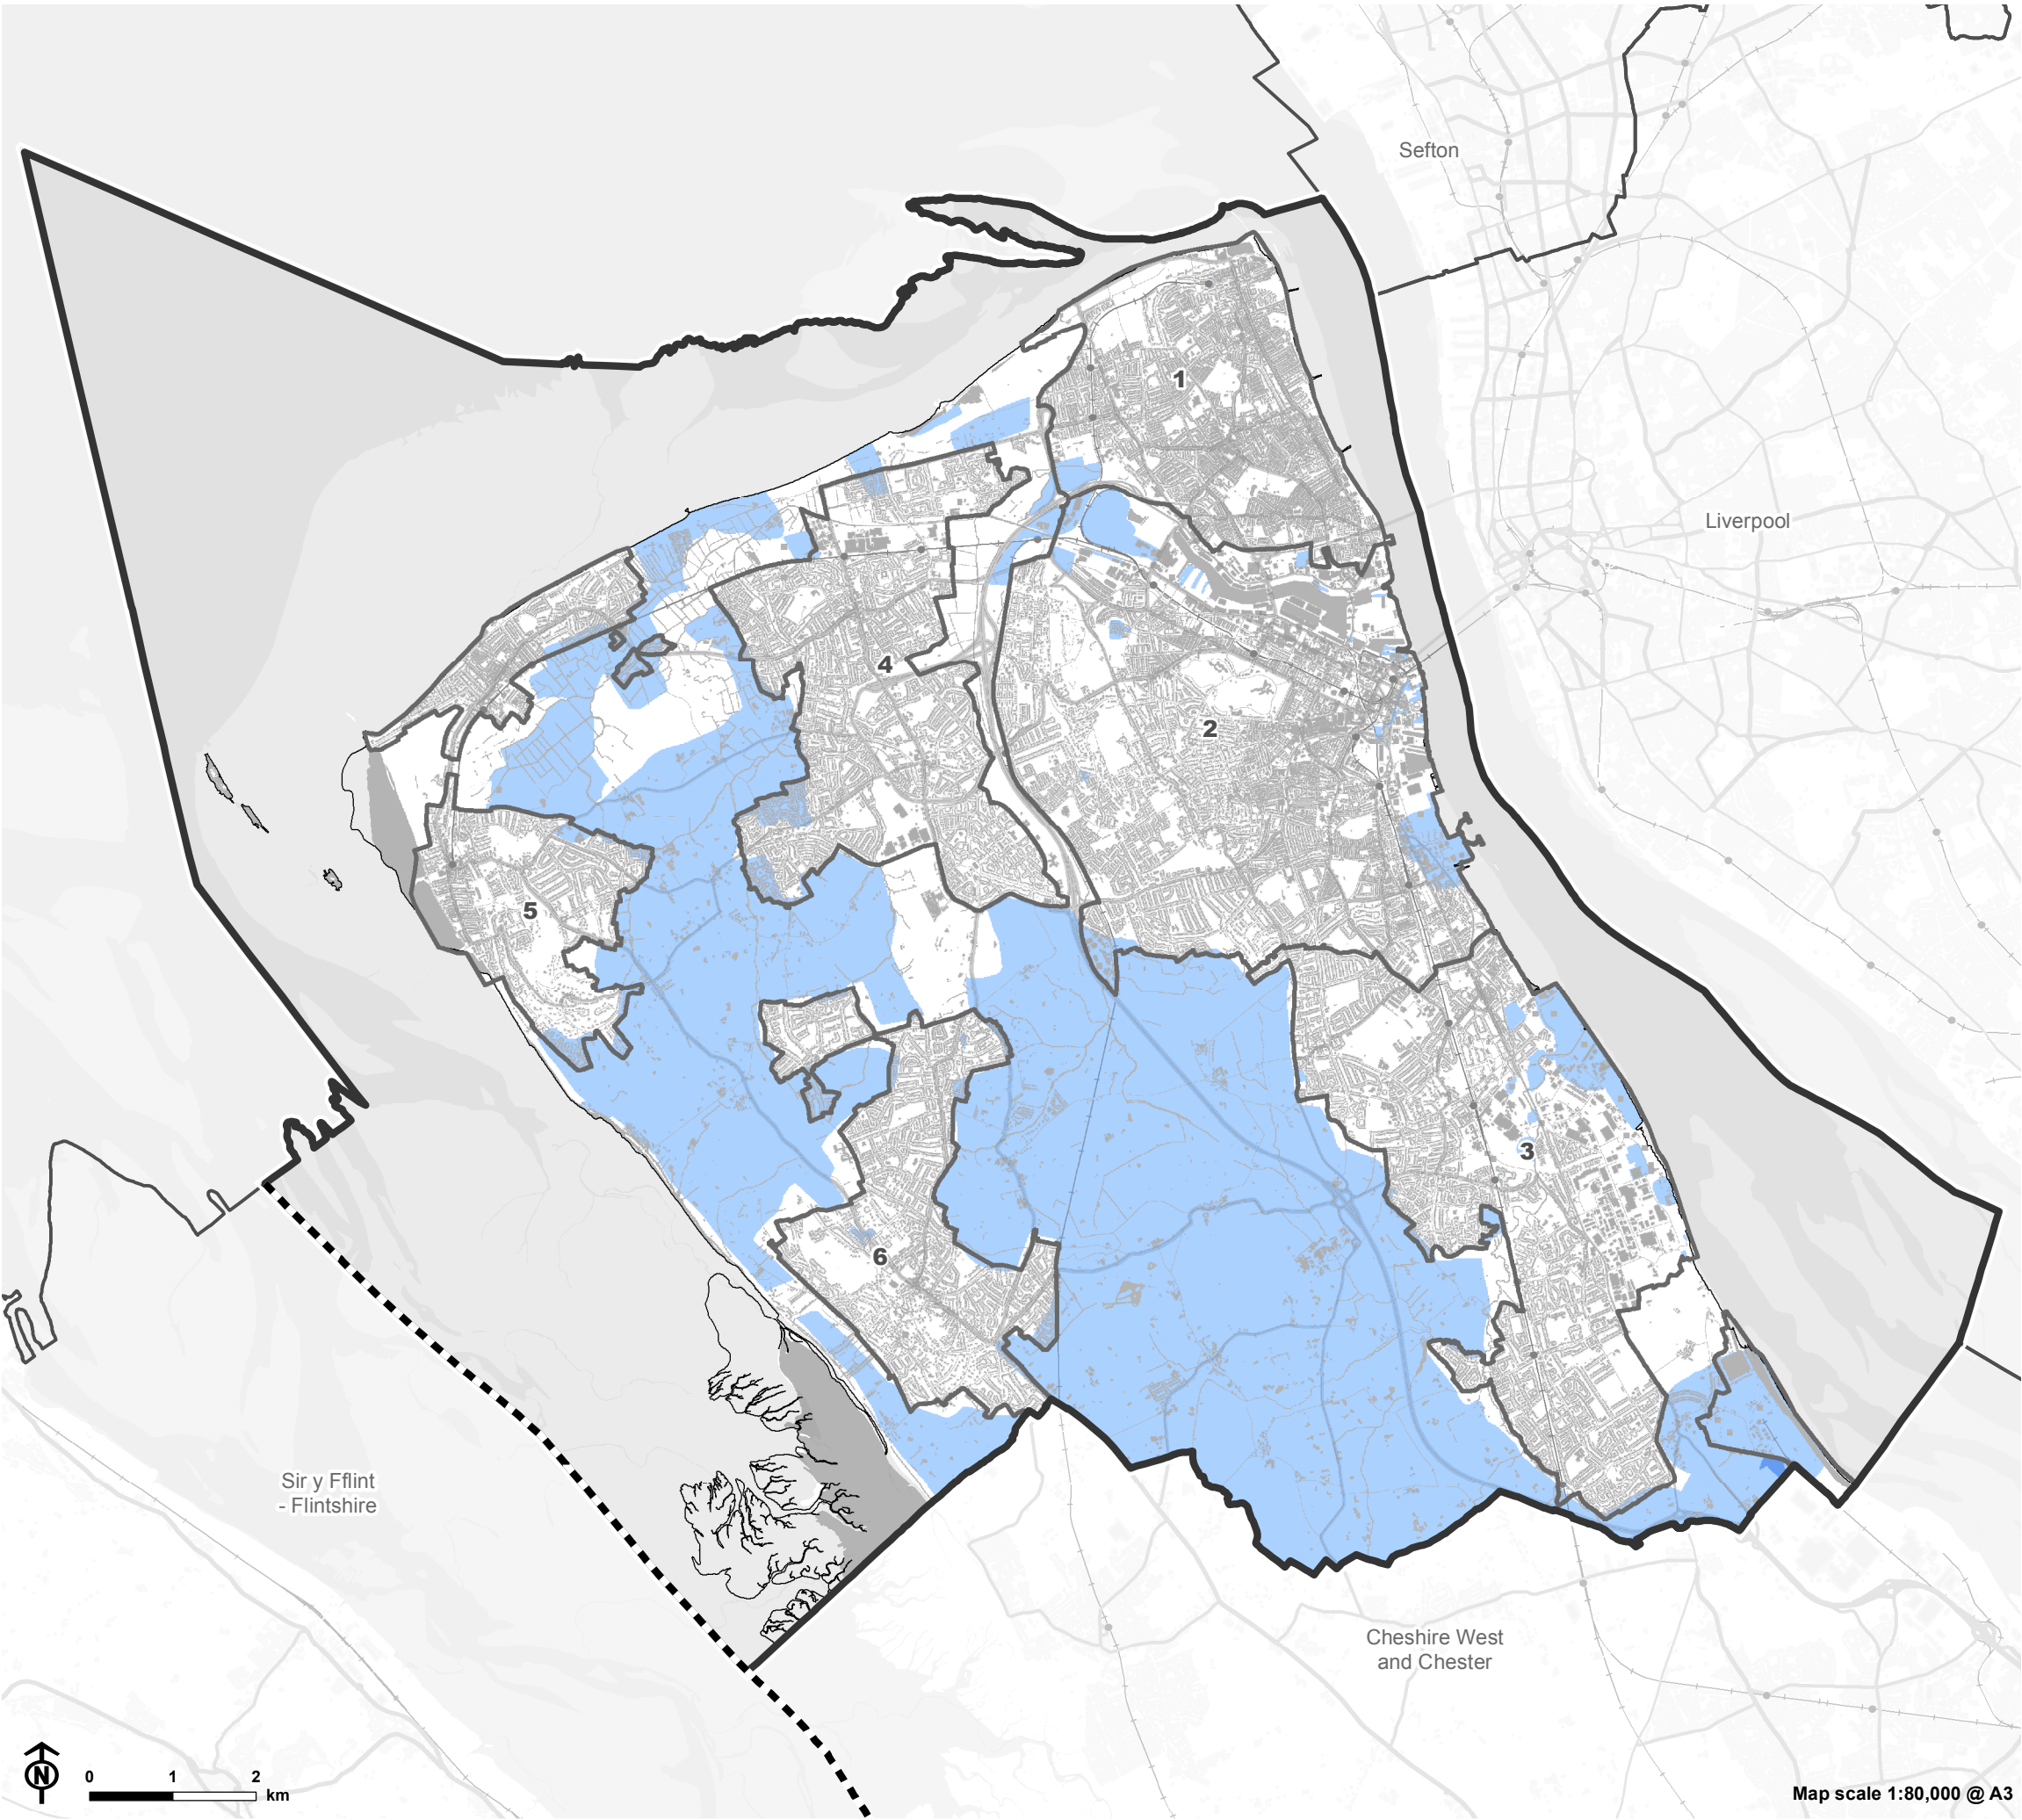 Sefton
1
Liverpool
4
2
5
3
6
Sir y Fflint
- Flintshire
Cheshire West
and Chester
N
0 1 2
km
Map scale 1:80,000 @ A3